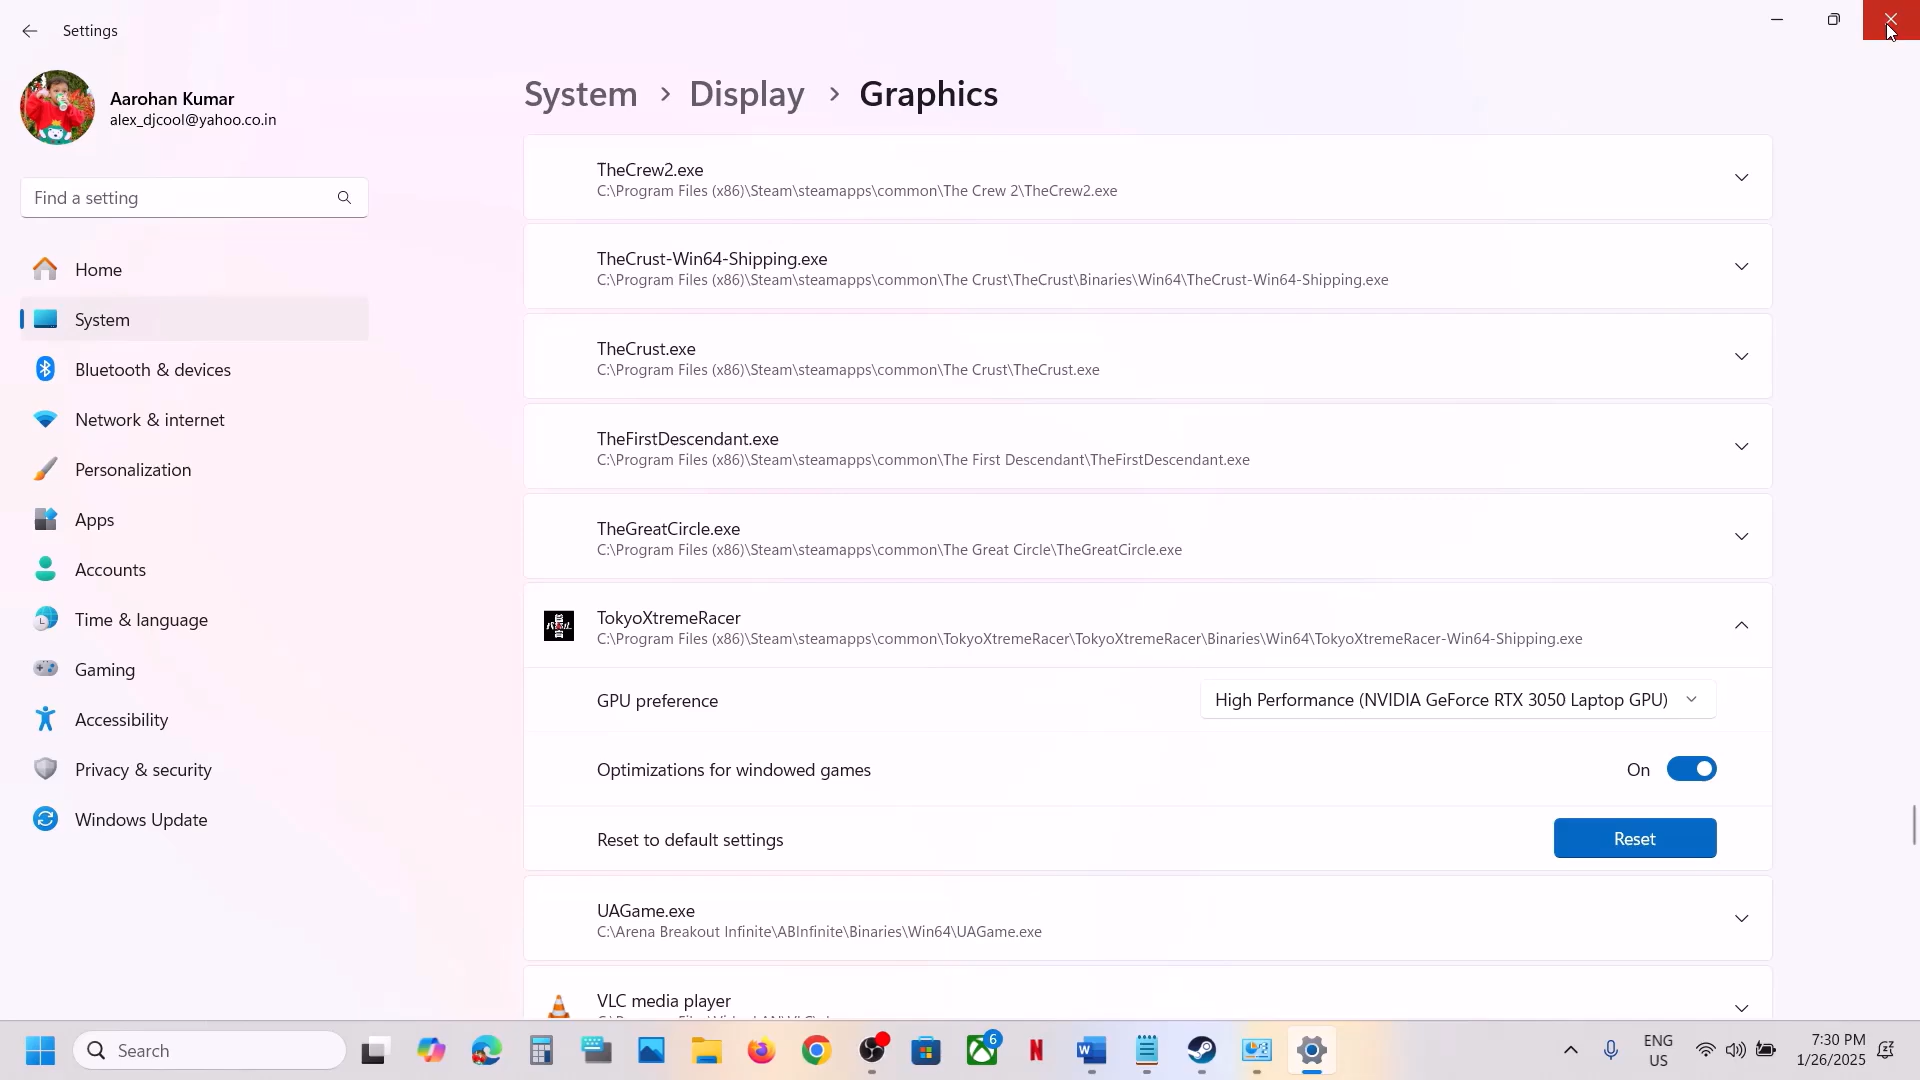 Settings
Aarohan Kumar
alex_djcool@yahoo.co.in
Find a setting
Home
System
Bluetooth & devices
Network & internet
Personalization
Apps
Accounts
Time & language
Gaming
Accessibility
Privacy & security
Windows Update
System > Display > Graphics
TheCrew2.exe
C:\Program Files (x86)\Steam\steamapps\common\The Crew 2\TheCrew2.exe
TheCrust-Win64-Shipping.exe
C:\Program Files (x86)\Steam\steamapps\common\The Crust\TheCrust\Binaries\Win64\TheCrust-Win64-Shipping.exe
TheCrust.exe
C:\Program Files (x86)\Steam\steamapps\common\The Crust\TheCrust.exe
TheFirstDescendant.exe
C:\Program Files (x86)\Steam\steamapps\common\The First Descendant\TheFirstDescendant.exe
TheGreatCircle.exe
C:\Program Files (x86)\Steam\steamapps\common\The Great Circle\TheGreatCircle.exe
TokyoXtremeRacer
C:\Program Files (x86)\Steam\steamapps\common\TokyoXtremeRacer\TokyoXtremeRacer\Binaries\Win64\TokyoXtremeRacer-Win64-Shipping.exe
GPU preference
High Performance (NVIDIA GeForce RTX 3050 Laptop GPU)
Optimizations for windowed games
On
Reset to default settings
Reset
UAGame.exe
C:\Arena Breakout Infinite\ABInfinite\Binaries\Win64\UAGame.exe
VLC media player
Search
6
ENG
US
7:30 PM
1/26/2025